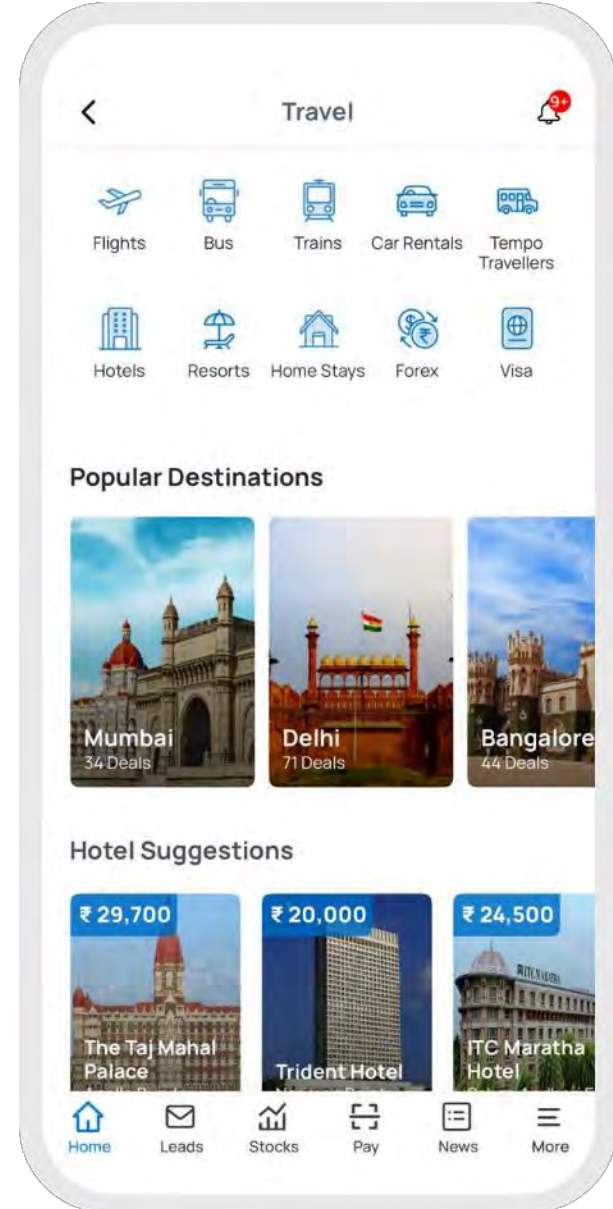 Travel
9+
Flights
Bus
Trains
Car Rentals
Tempo
Travellers
Hotels
Resorts
Home Stays
Forex
Visa
Popular Destinations
Mumbai
34 Deals
Delhi
71 Deals
Bangalore
44 Deals
Hotel Suggestions
₹ 29,700
₹ 20,000
₹ 24,500
ITC MARATHA
The Taj Mahal
Palace
Trident Hotel
ITC Maratha
Hotel
Home
Leads
Stocks
Pay
News
More